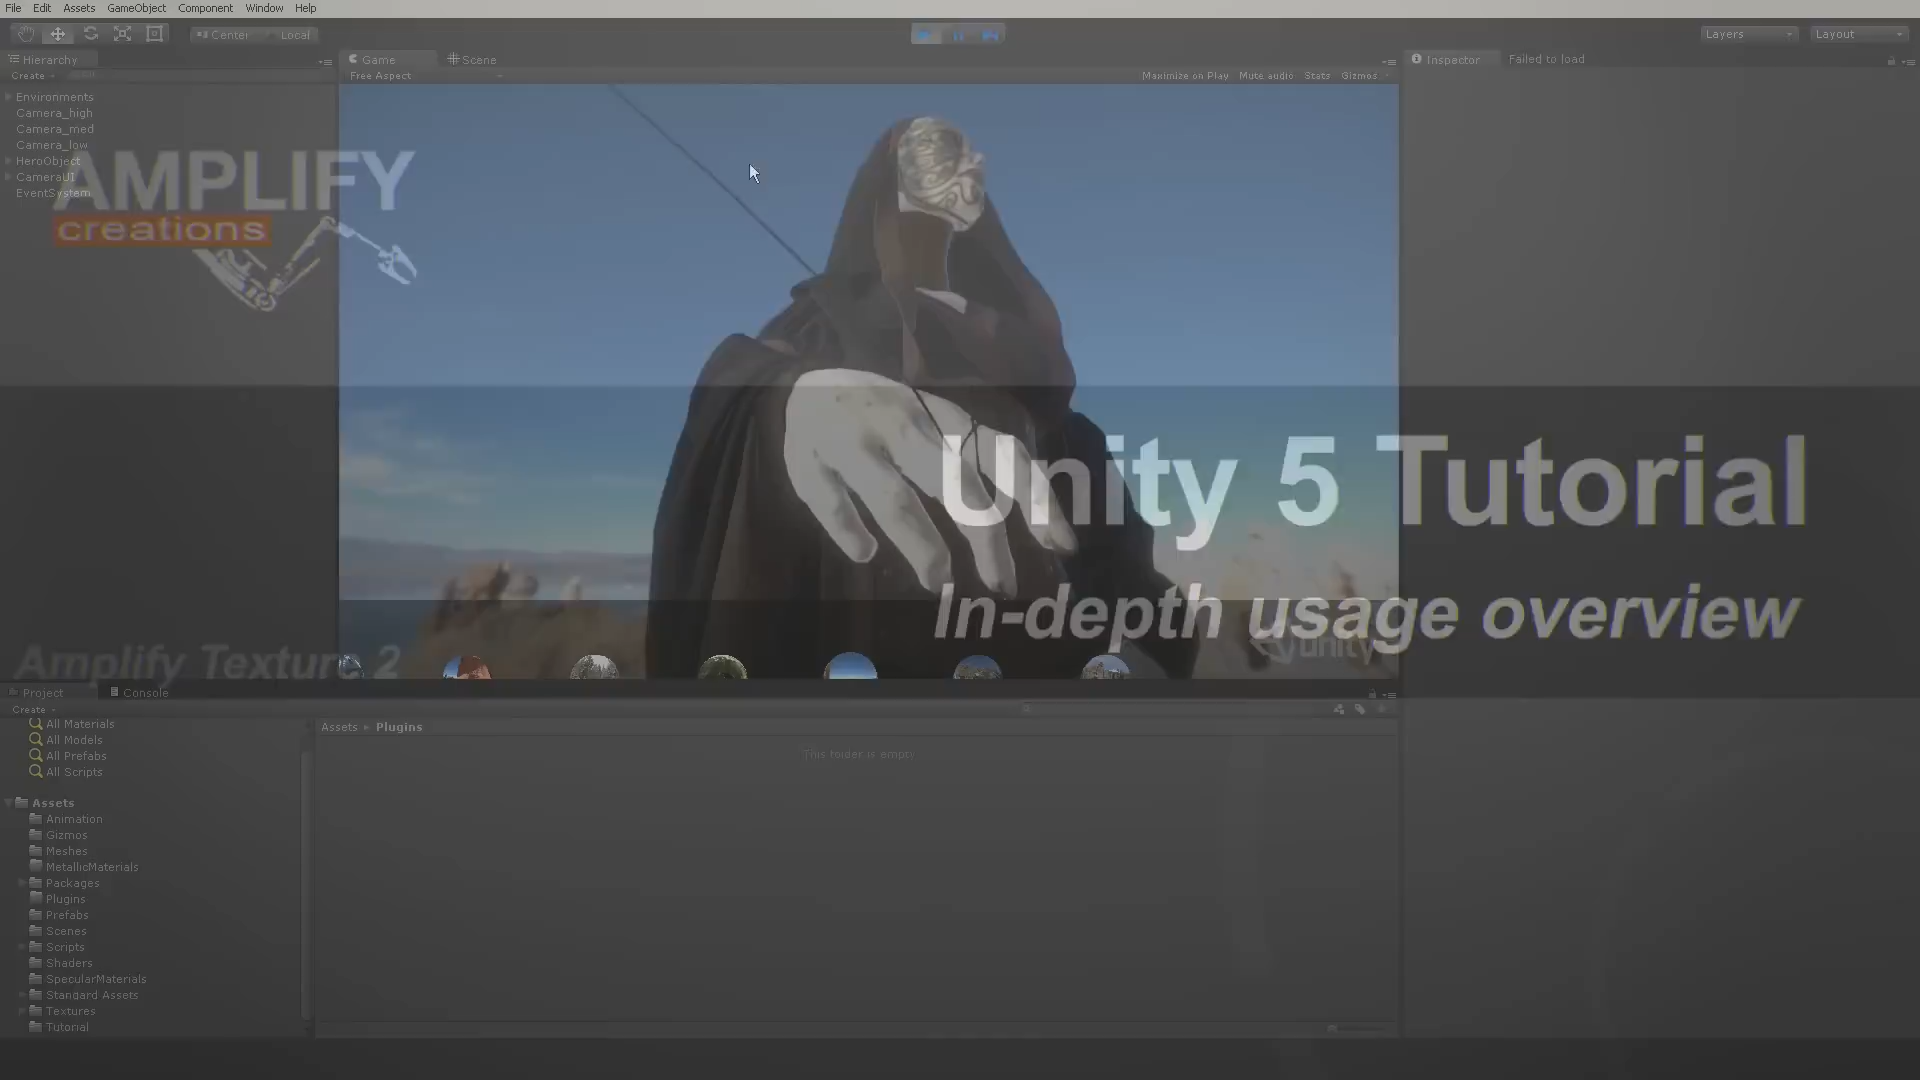 File Edit Assets GameObject Component Window Help
Center Local
Layers
Layout
Hierarchy
Create
Game
Scene
Free Aspect
Maximize on Play Mute audio Stats Gizmos
Inspector
Failed to load
Environments
Camera_high
Camera_med
Camera_low
HeroObject
CameraUI
EventSystem
AMPLIFY
creations
Unity 5 Tutorial
In-depth usage overview
unity
Amplify Texture 2
Project
Console
Create
All Materials
All Models
All Prefabs
All Scripts
Assets
Animation
Gizmos
Meshes
MetallicMaterials
Packages
Plugins
Prefabs
Scenes
Scripts
Shaders
SpecularMaterials
Standard Assets
Textures
Tutorial
Assets Plugins
This folder is empty